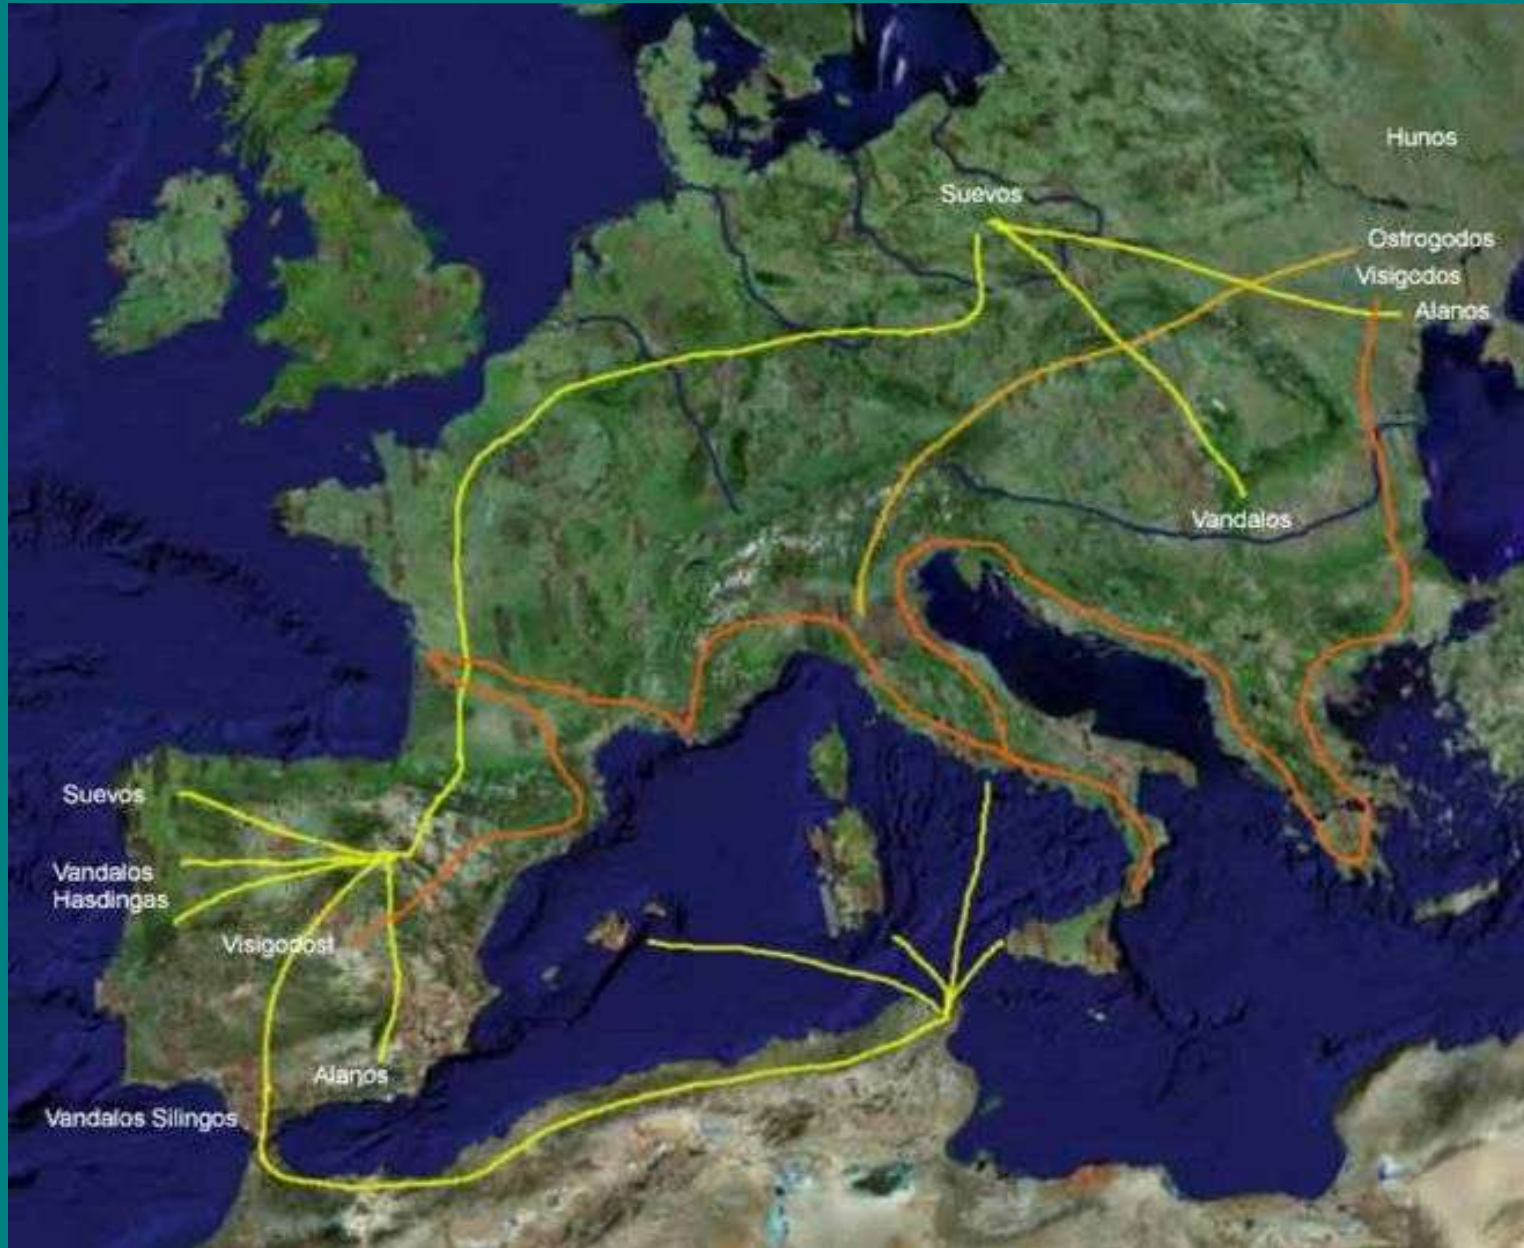 Hunos
Suevos
Ostrogodos
Visigodos
Alanos
Vandalos
Suevos
Vandalos
Hasdingas
Visigodost
Alanos
Vandalos Silingos